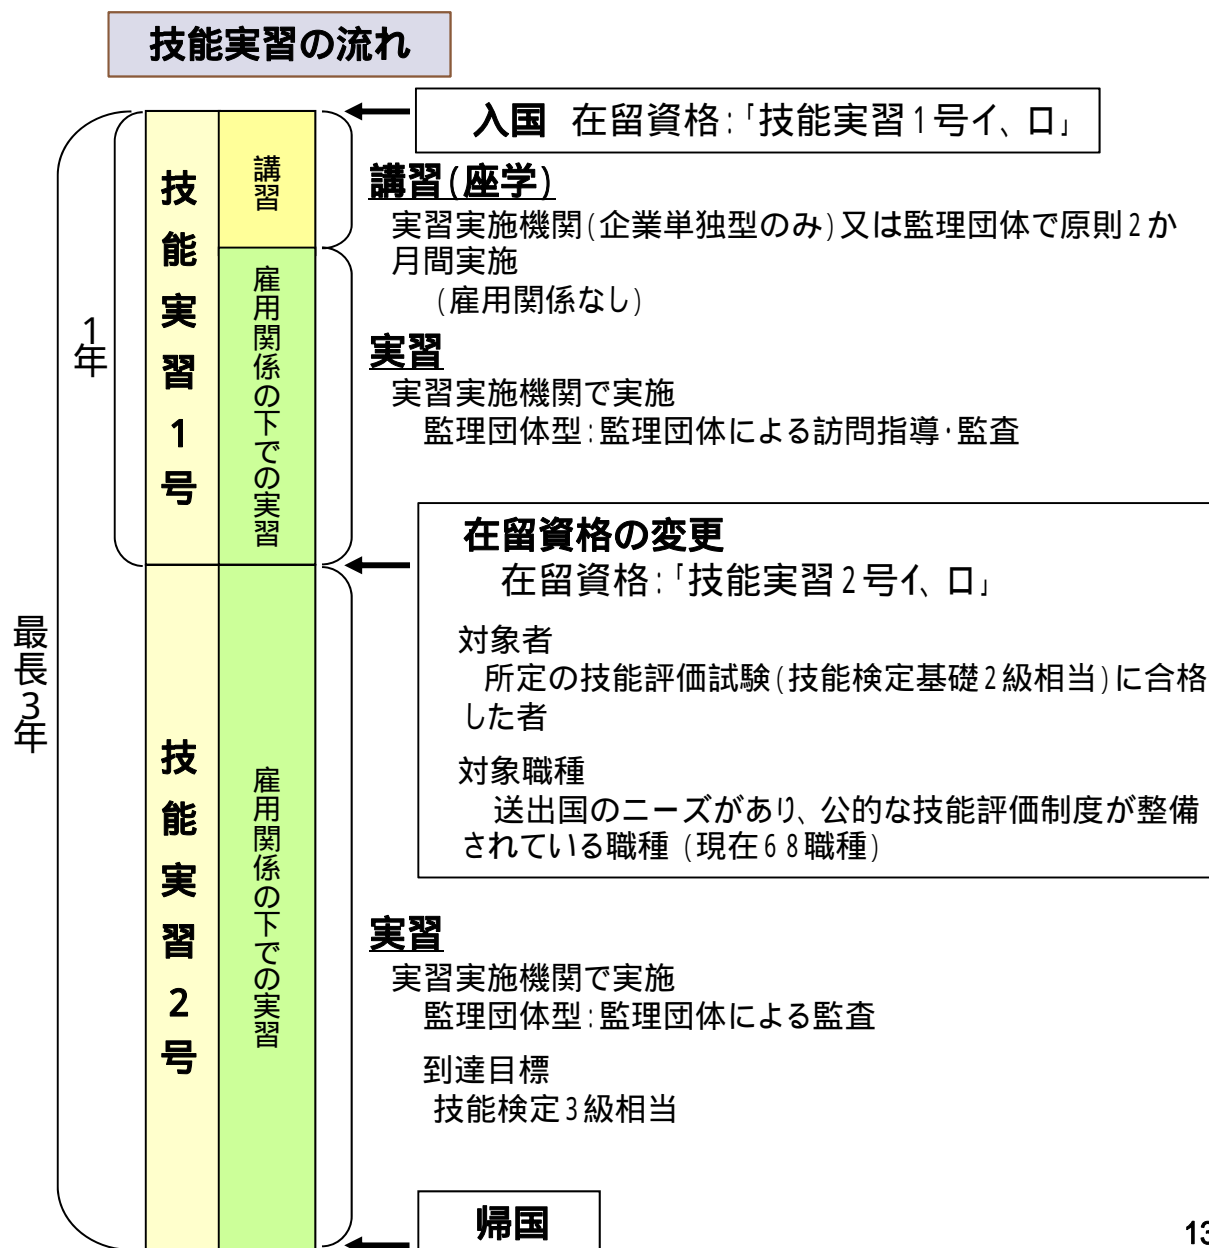 技能実習の流れ
入国 在留資格:「技能実習1号イ、ロ」
講習(座学)
実習実施機関(企業単独型のみ)又は監理団体で原則2か
月間実施
(雇用関係なし)
実習
実習実施機関で実施
監理団体型:監理団体による訪問指導・監査
在留資格の変更
在留資格:「技能実習2号イ、ロ」
対象者
所定の技能評価試験(技能検定基礎2級相当)に合格
した者
対象職種
送出国のニーズがあり、公的な技能評価制度が整備
されている職種 (現在68職種)
実習
実習実施機関で実施
監理団体型:監理団体による監査
到達目標
技能検定3級相当
帰国
最長3年
1年
技能実習1号
講習
雇用関係の下での実習
技能実習2号
雇用関係の下での実習
13